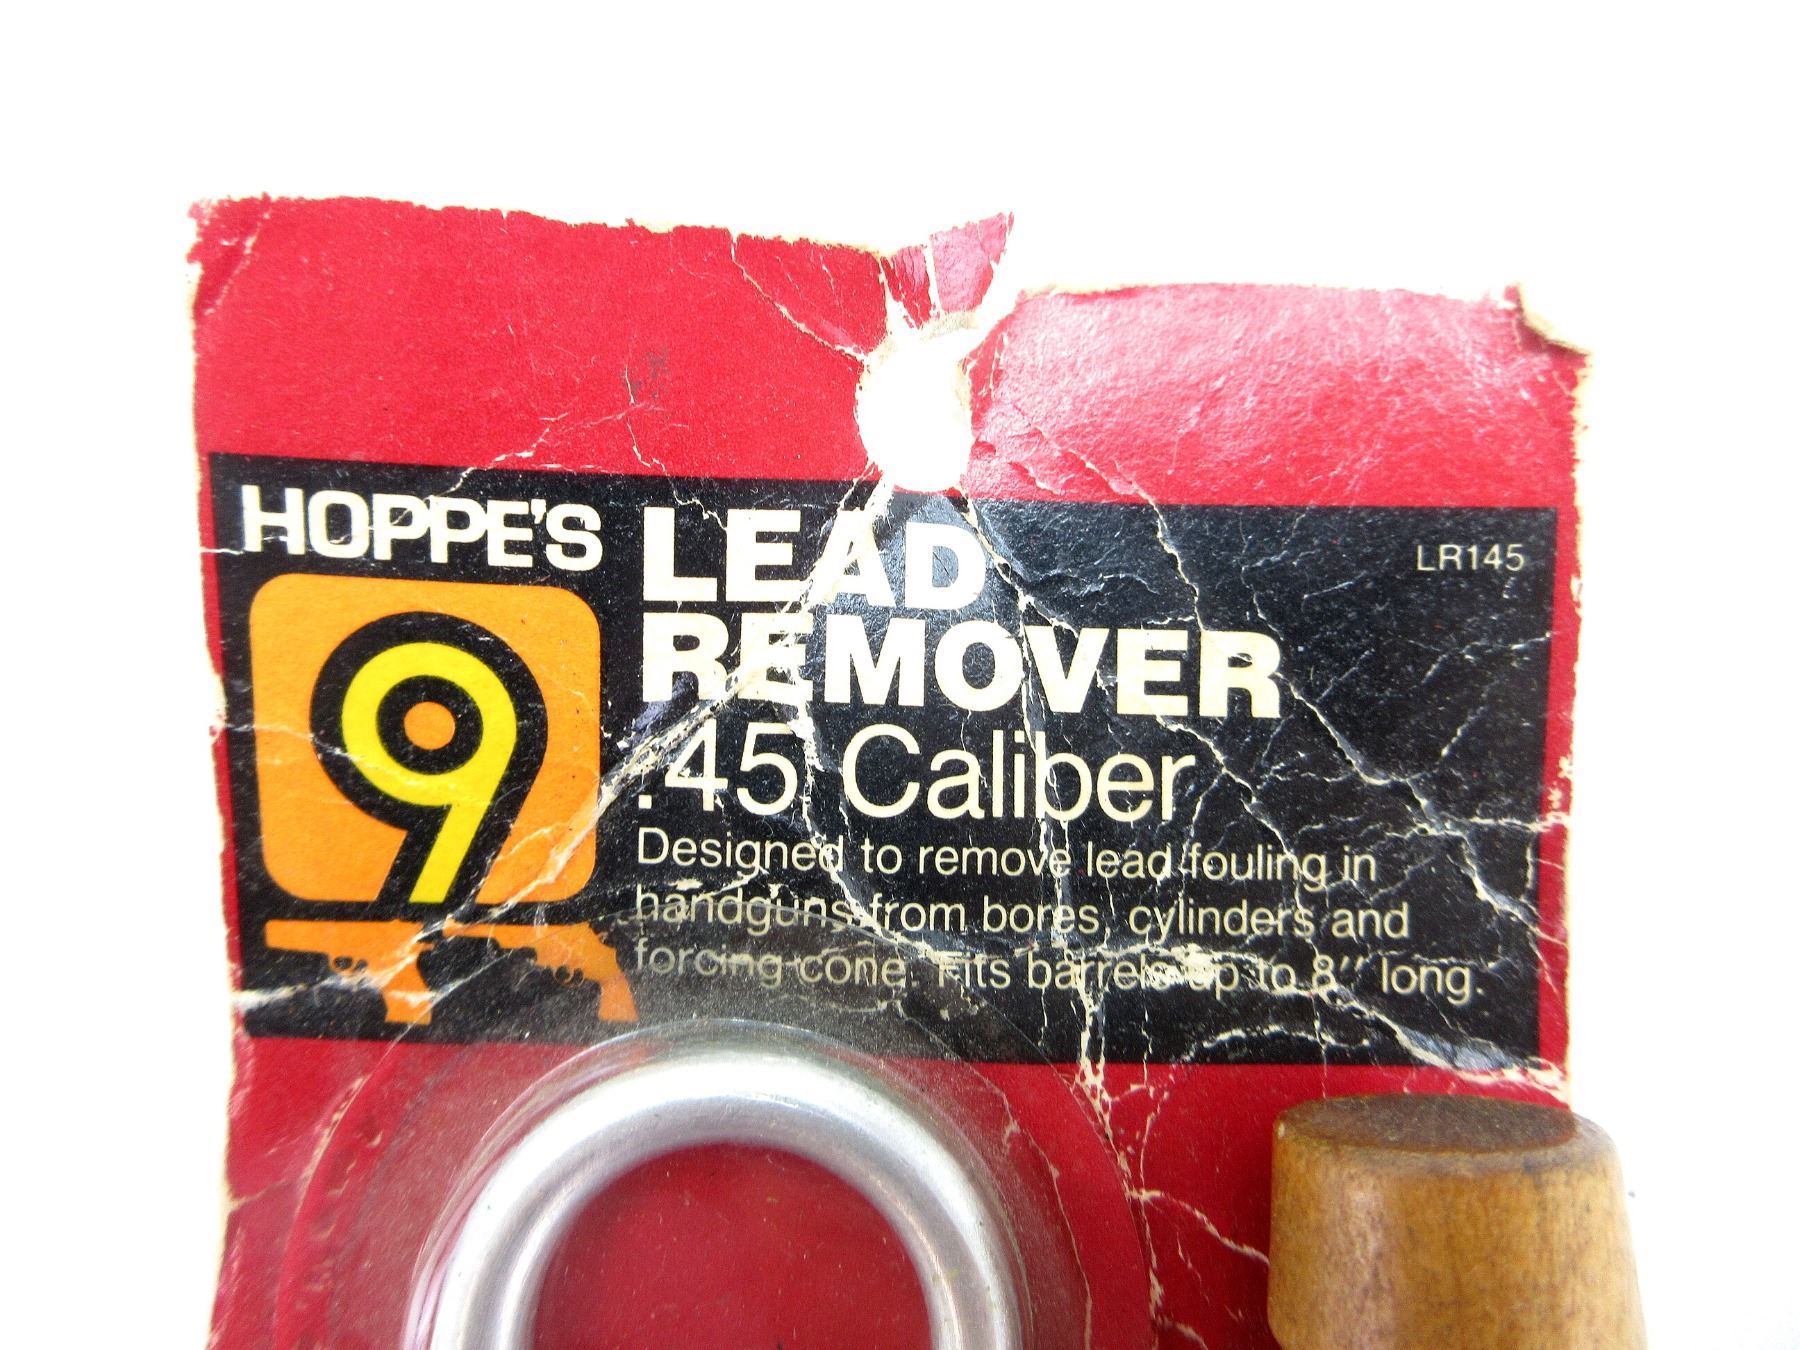 HOPPE'S
9
LEAD
REMOVER
LR145
.45 Caliber
Designed to remove lead fouling in
handguns from bores, cylinders and
forcing cone. Fits barrels up to 8" long.